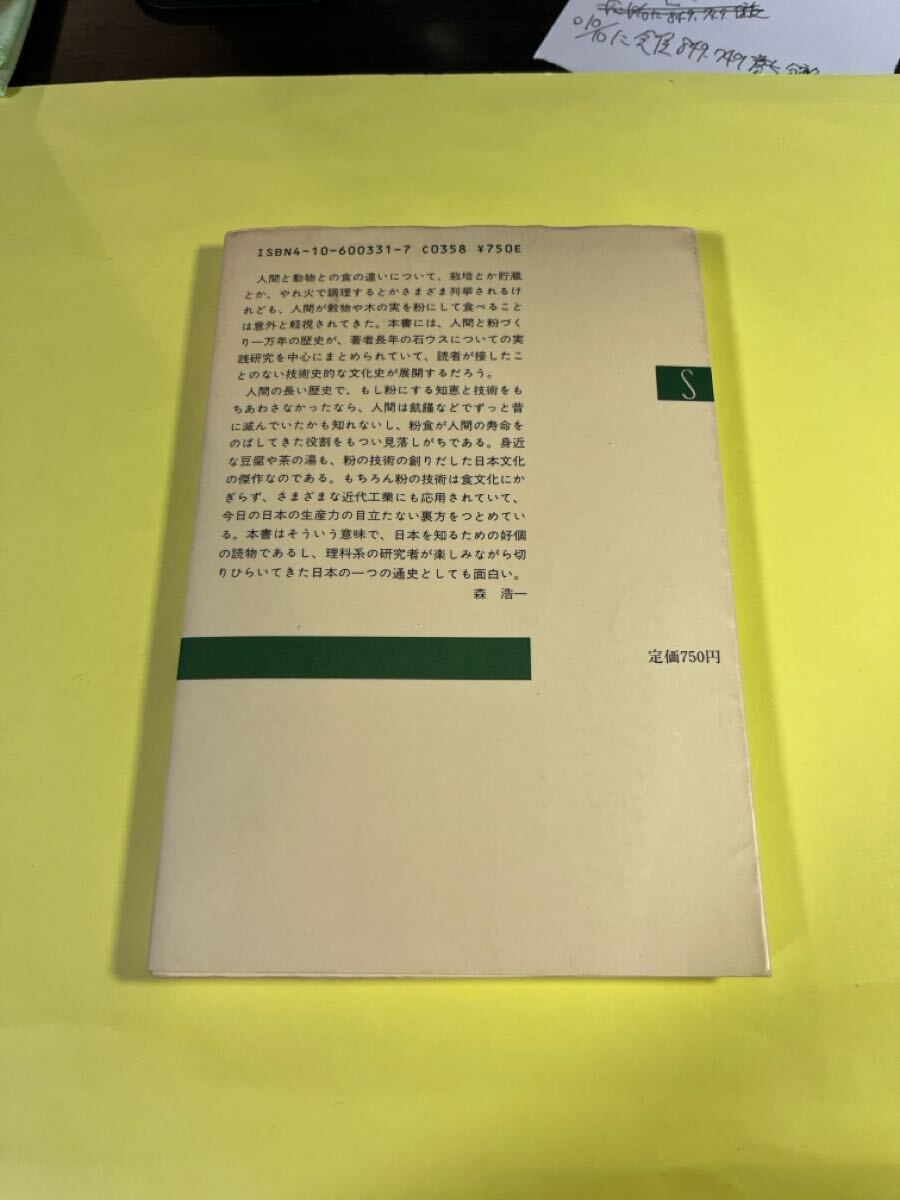 849.749
10/10に 849.749
ISBN4-10-600331-7 C0358 ¥750E
人間と動物との食の違いについて、栽培とか貯蔵
とか、やれ火で調理するとかさまざま列挙されるけ
れども、人間が穀物や木の実を粉にして食べること
は意外と軽視されてきた。本書には、人間と粉づく
り一万年の歴史が、著者長年の石ウスについての実
践研究を中心にまとめられていて、読者が接したこ
とのない技術史的な文化史が展開するだろう。
人間の長い歴史で、もし粉にする知恵と技術をも
ちあわさなかったなら、人間は飢饉などでずっと昔
に滅んでいたかも知れないし、粉食が人間の寿命を
のばしてきた役割をもつい見落しがちである。身近
な豆腐や茶の湯も、粉の技術の創りだした日本文化
の傑作なのである。もちろん粉の技術は食文化にか
ぎらず、さまざまな近代工業にも応用されていて、
今日の日本の生産力の目立たない裏方をつとめてい
る。本書はそういう意味で、日本を知るための好個
の読物であるし、理科系の研究者が楽しみながら切
りひらいてきた日本の一つの通史としても面白い。
森 浩一
S
定価750円